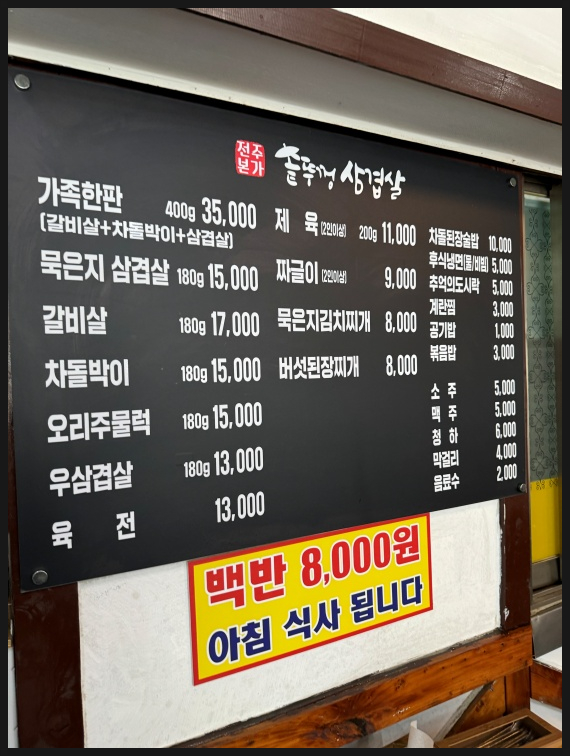 전주
본가
솥뚜껑 삼겹살
가족한판 400g 35,000
(갈비살+차돌박이+삼겹살)
묵은지 삼겹살 180g 15,000
갈비살 180g 17,000
차돌박이 180g 15,000
오리주물럭 180g 15,000
우삼겹살 180g 13,000
육 전 13,000
제 육 (2인이상) 200g 11,000
짜글이 (2인이상) 9,000
묵은지김치찌개 8,000
버섯된장찌개 8,000
차돌된장술밥 10,000
후식냉면(물/비빔) 5,000
추억의도시락 5,000
계란찜 3,000
공기밥 1,000
볶음밥 3,000
소 주 5,000
맥 주 5,000
청 하 6,000
막걸리 4,000
음료수 2,000
백반 8,000원
아침 식사 됩니다